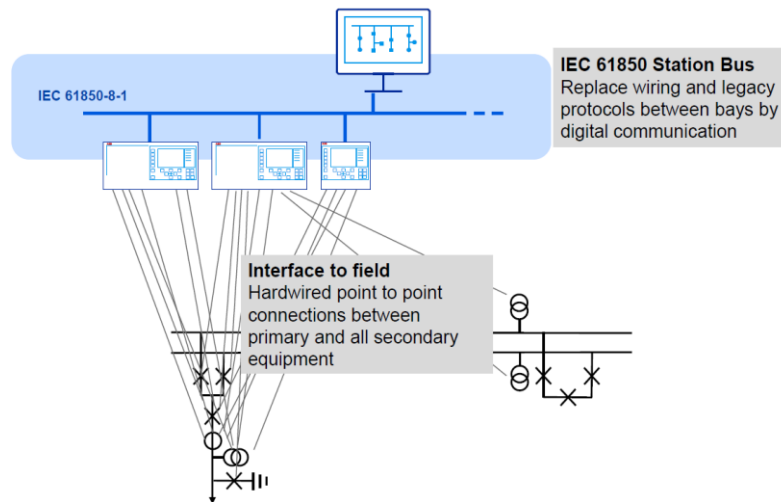 IEC 61850-8-1
IEC 61850 Station Bus
Replace wiring and legacy
protocols between bays by
digital communication
Interface to field
Hardwired point to point
connections between
primary and all secondary
equipment